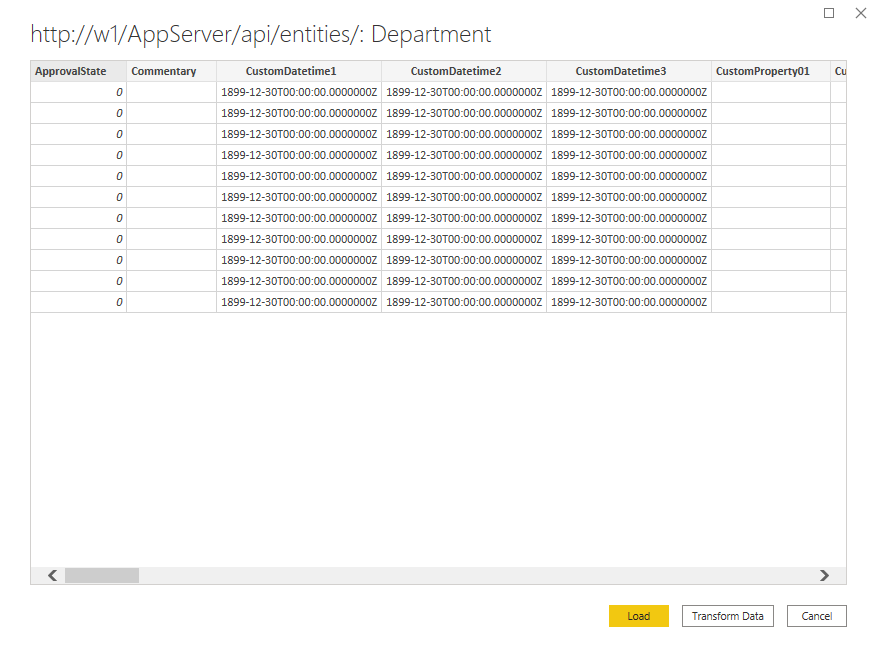 http://w1/AppServer/api/entities/: Department
ApprovalState Commentary CustomDatetime1 CustomDatetime2 CustomDatetime3 CustomProperty01 Cu
0 1899-12-30T00:00:00.0000000Z 1899-12-30T00:00:00.0000000Z 1899-12-30T00:00:00.0000000Z
0 1899-12-30T00:00:00.0000000Z 1899-12-30T00:00:00.0000000Z 1899-12-30T00:00:00.0000000Z
0 1899-12-30T00:00:00.0000000Z 1899-12-30T00:00:00.0000000Z 1899-12-30T00:00:00.0000000Z
0 1899-12-30T00:00:00.0000000Z 1899-12-30T00:00:00.0000000Z 1899-12-30T00:00:00.0000000Z
0 1899-12-30T00:00:00.0000000Z 1899-12-30T00:00:00.0000000Z 1899-12-30T00:00:00.0000000Z
0 1899-12-30T00:00:00.0000000Z 1899-12-30T00:00:00.0000000Z 1899-12-30T00:00:00.0000000Z
0 1899-12-30T00:00:00.0000000Z 1899-12-30T00:00:00.0000000Z 1899-12-30T00:00:00.0000000Z
0 1899-12-30T00:00:00.0000000Z 1899-12-30T00:00:00.0000000Z 1899-12-30T00:00:00.0000000Z
0 1899-12-30T00:00:00.0000000Z 1899-12-30T00:00:00.0000000Z 1899-12-30T00:00:00.0000000Z
0 1899-12-30T00:00:00.0000000Z 1899-12-30T00:00:00.0000000Z 1899-12-30T00:00:00.0000000Z
0 1899-12-30T00:00:00.0000000Z 1899-12-30T00:00:00.0000000Z 1899-12-30T00:00:00.0000000Z
Load Transform Data Cancel